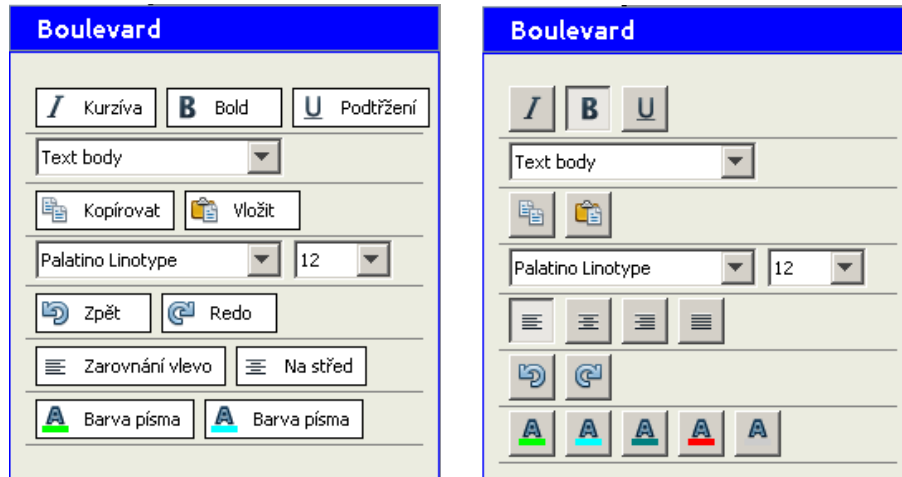 Boulevard
I Kurzíva B Bold U Podtřžení
Text body
Kopírovat Vložit
Palatino Linotype 12
Zpět Redo
Zarovnání vlevo Na střed
A Barva písma A Barva písma
Boulevard
I B U
Text body
Palatino Linotype 12
A A A A A